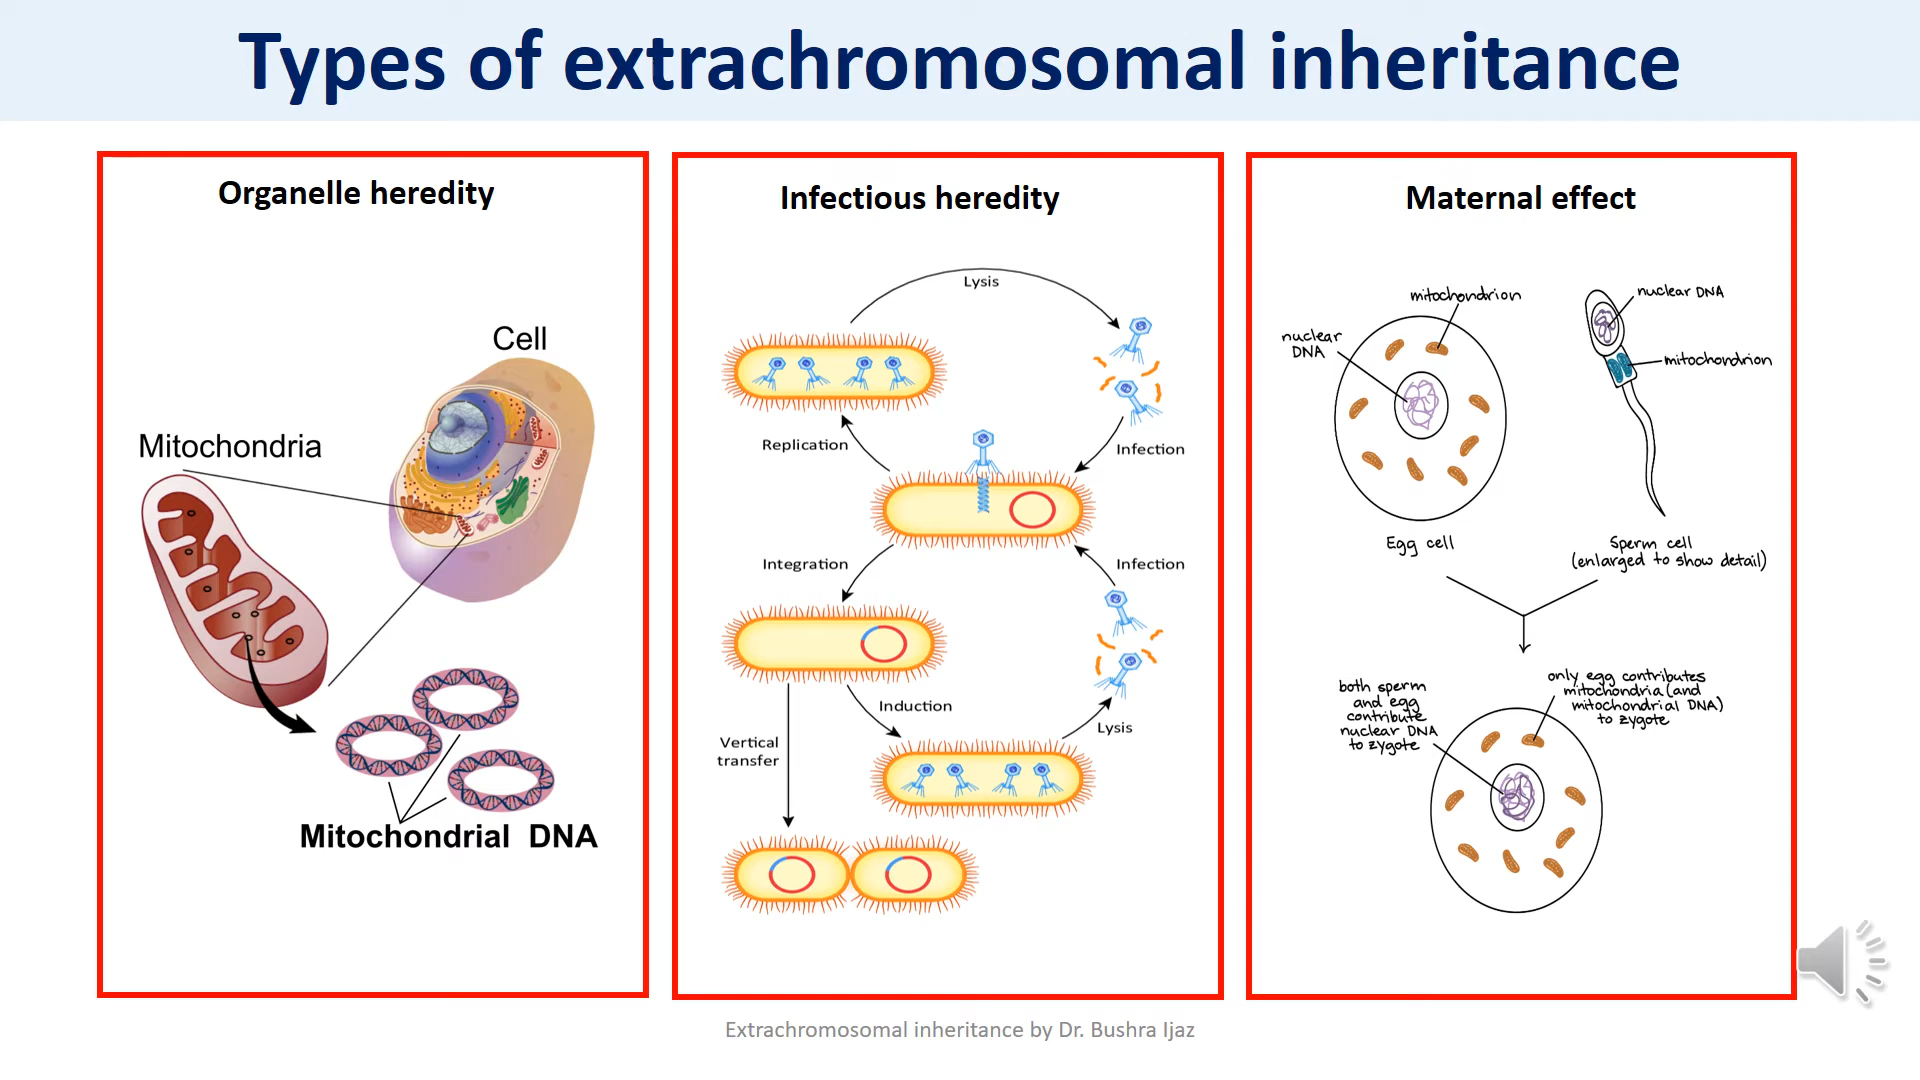 Types of extrachromosomal inheritance
Organelle heredity
Cell
Mitochondria
Mitochondrial DNA
Infectious heredity
Lysis
Replication
Infection
Integration
Infection
Induction
Lysis
Vertical
transfer
Maternal effect
mitochondrion
nuclear
DNA
nuclear DNA
mitochondrion
Egg cell
Sperm cell
(enlarged to show detail)
both sperm
and egg
contribute
nuclear DNA
to zygote
only egg contributes
mitochondria (and
mitochondrial DNA)
to zygote
Extrachromosomal inheritance by Dr. Bushra Ijaz